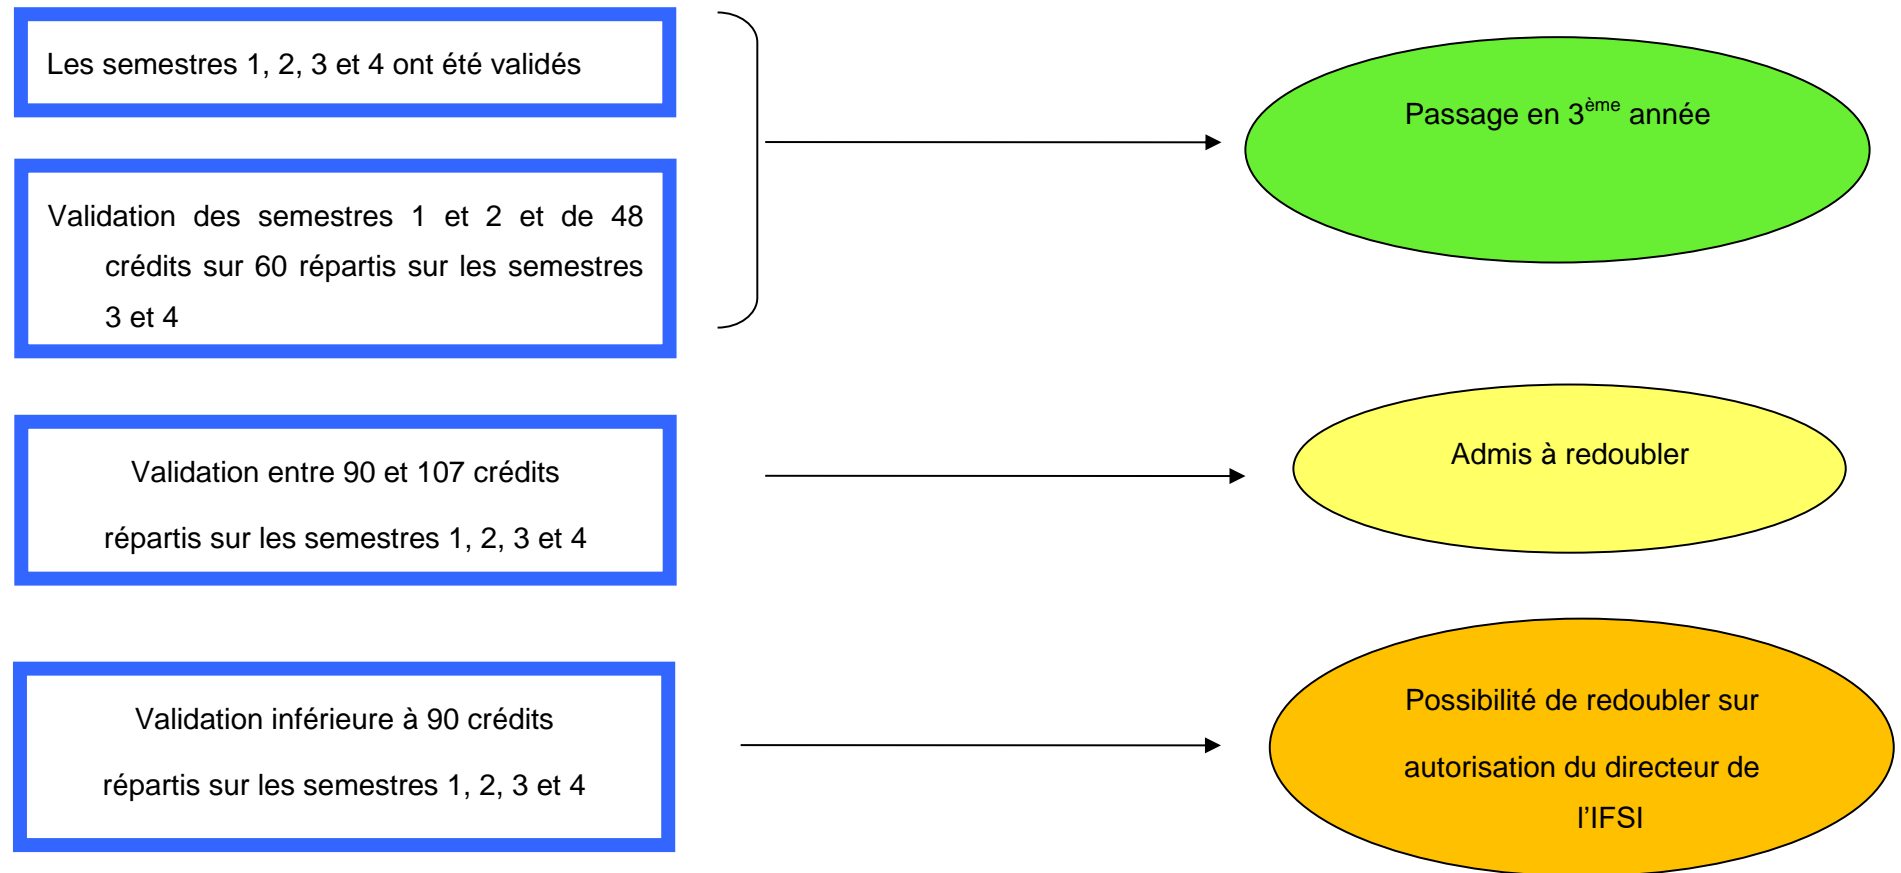 Les semestres 1, 2, 3 et 4 ont été validés
Passage en 3ème année
Validation des semestres 1 et 2 et de 48
crédits sur 60 répartis sur les semestres
3 et 4
Validation entre 90 et 107 crédits
répartis sur les semestres 1, 2, 3 et 4
Admis à redoubler
Validation inférieure à 90 crédits
répartis sur les semestres 1, 2, 3 et 4
Possibilité de redoubler sur
autorisation du directeur de
l’IFSI